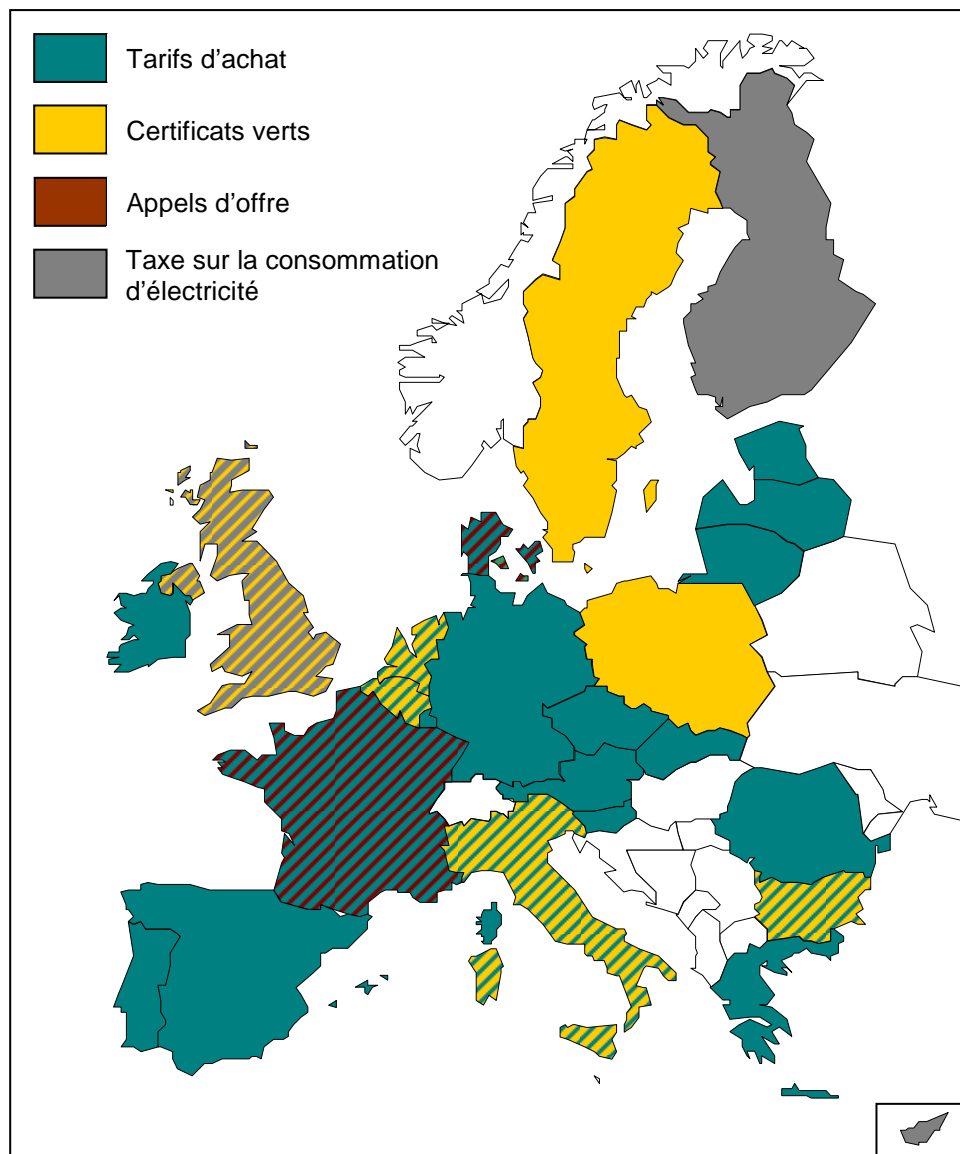 Tarifs d’achat
Certificats verts
Appels d’offre
Taxe sur la consommation
d’électricité